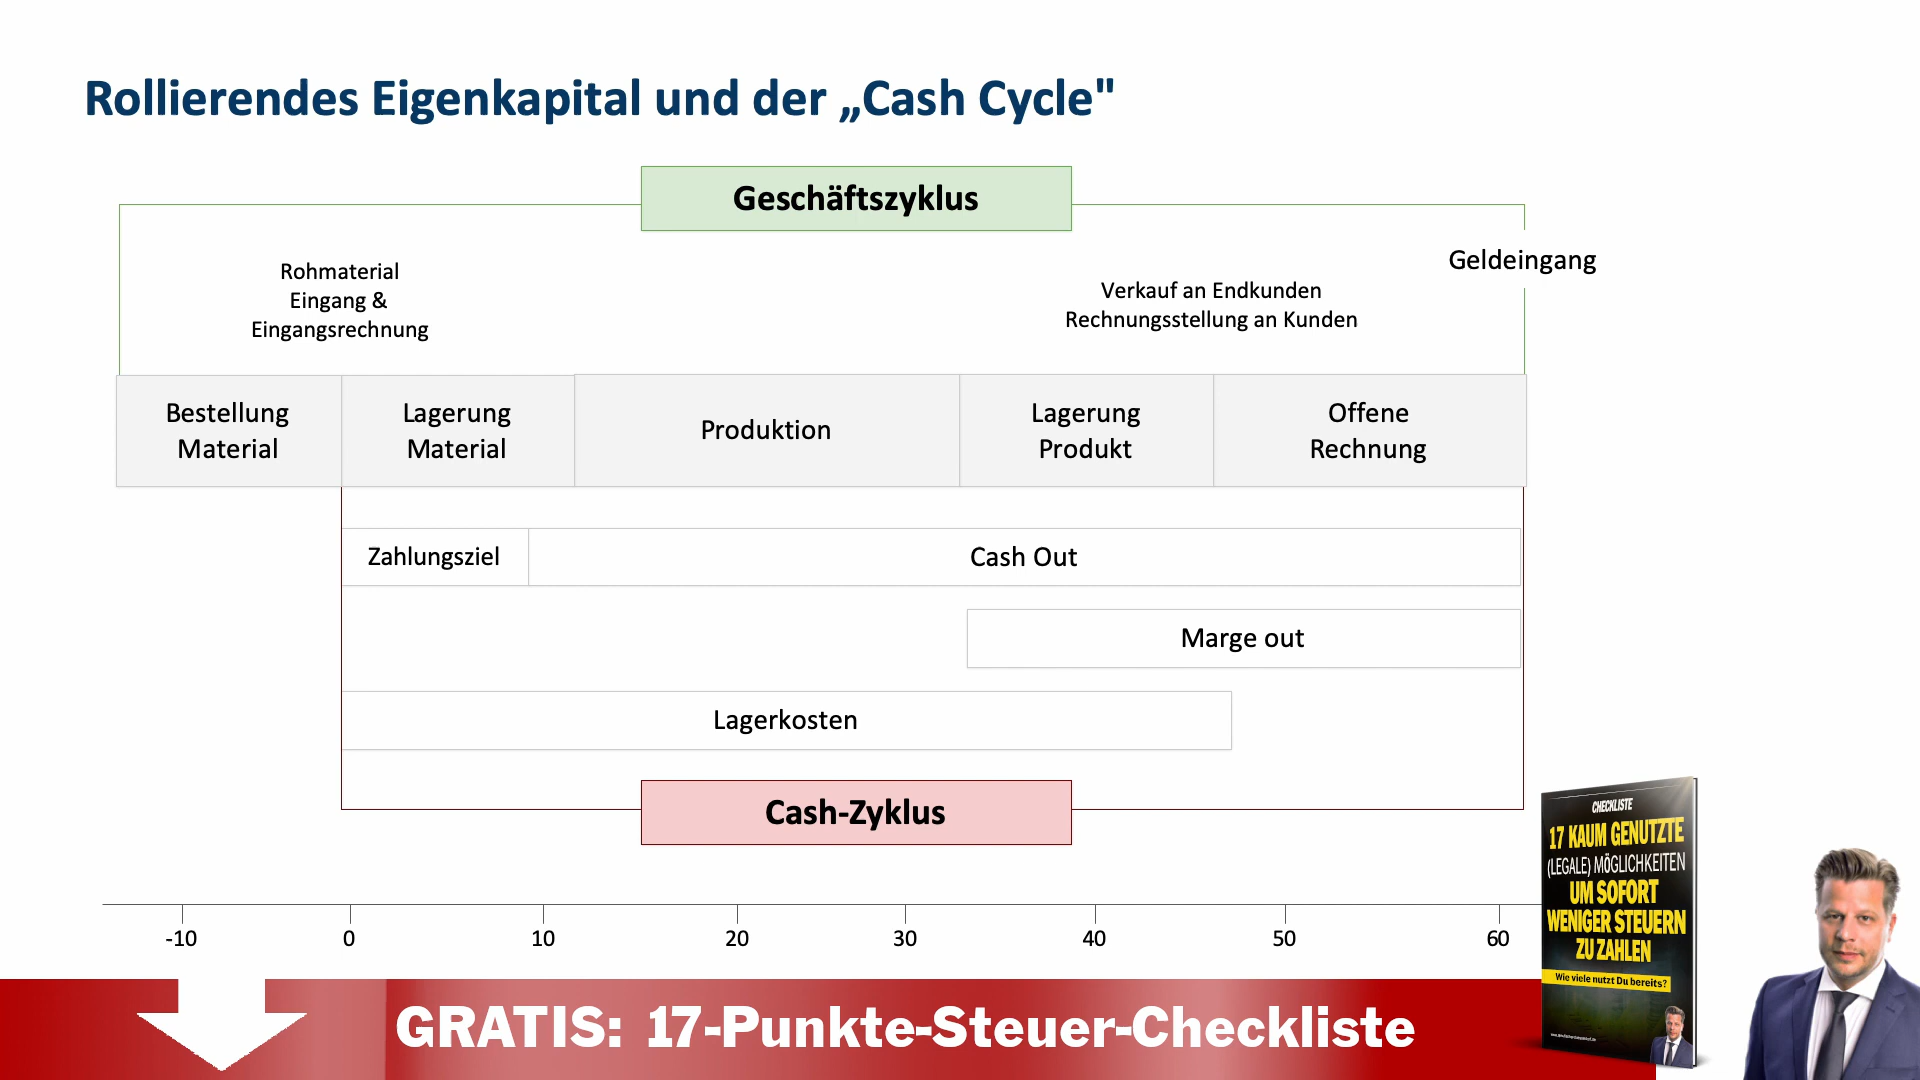 Rollierendes Eigenkapital und der „Cash Cycle"
Geschäftszyklus
Geldeingang
Rohmaterial
Eingang &
Eingangsrechnung
Verkauf an Endkunden
Rechnungsstellung an Kunden
Bestellung
Material
Lagerung
Material
Produktion
Lagerung
Produkt
Offene
Rechnung
Zahlungsziel
Cash Out
Marge out
Lagerkosten
Cash-Zyklus
-10 0 10 20 30 40 50 60
CHECKLISTE
17 KAUM GENUTZTE
(LEGALE) MÖGLICHKEITEN
UM SOFORT
WENIGER STEUERN
ZU ZAHLEN
Wie viele nutzt Du bereits?
GRATIS: 17-Punkte-Steuer-Checkliste